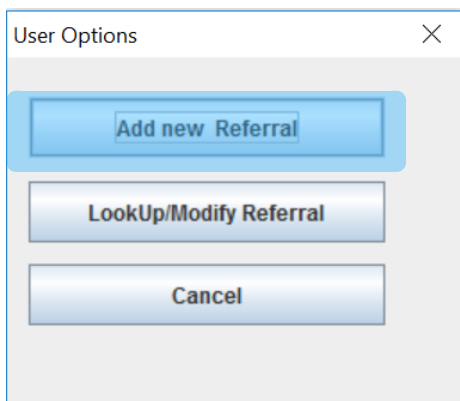 User Options
Add new Referral
LookUp/Modify Referral
Cancel